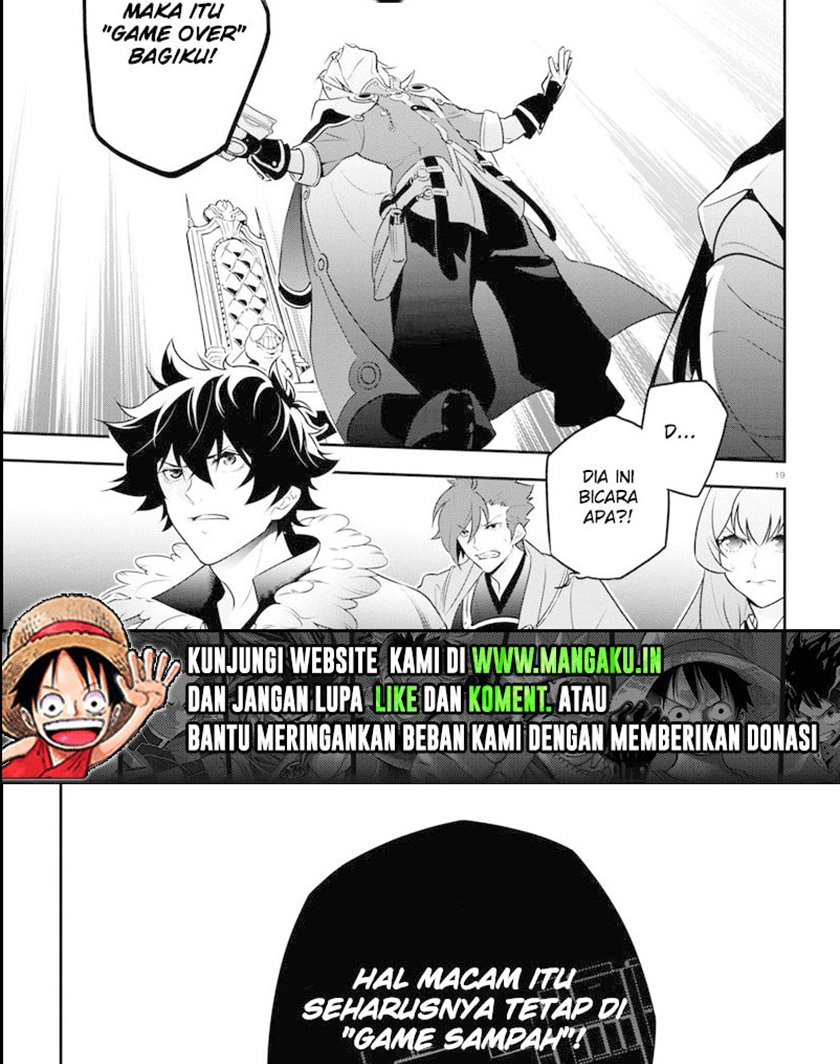 MAKA ITU
"GAME OVER"
BAGIKU!
D...
19
DIA INI
BICARA
APA?!
KUNJUNGI WEBSITE KAMI DI WWW.MANGAKU.IN
DAN JANGAN LUPA LIKE DAN KOMENT. ATAU
BANTU MERINGANKAN BEBAN KAMI DENGAN MEMBERIKAN DONASI
HAL MACAM ITU
SEHARUSNYA TETAP DI
"GAME SAMPAH"!